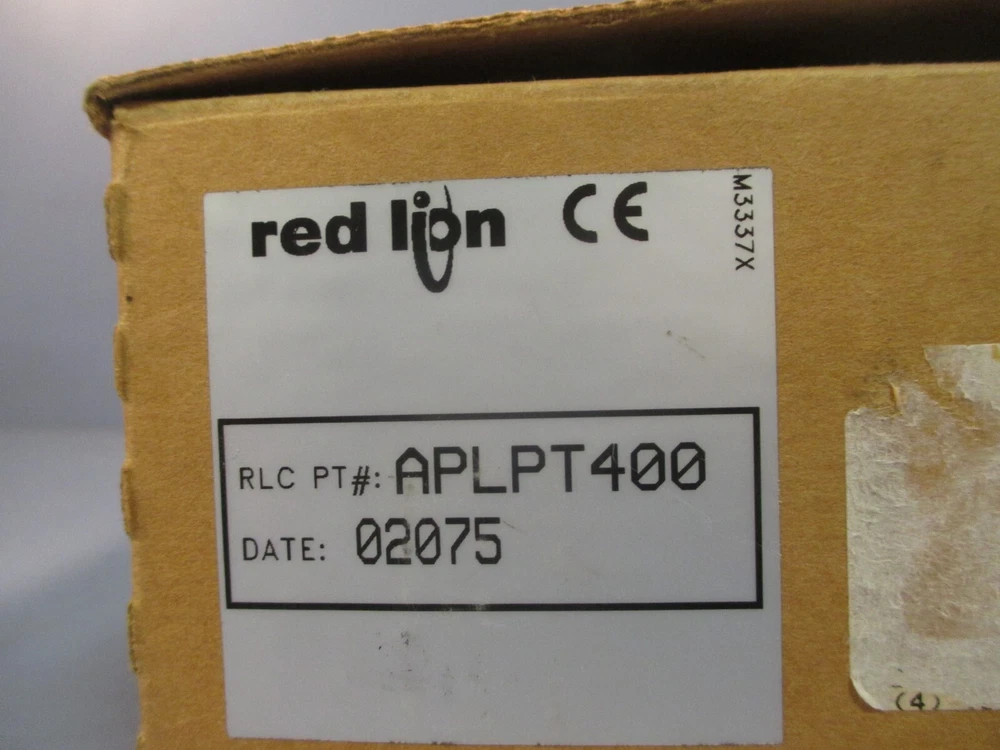 red lion CE
M3337X
RLC PT#: APLPT400
DATE: 02075
(4)